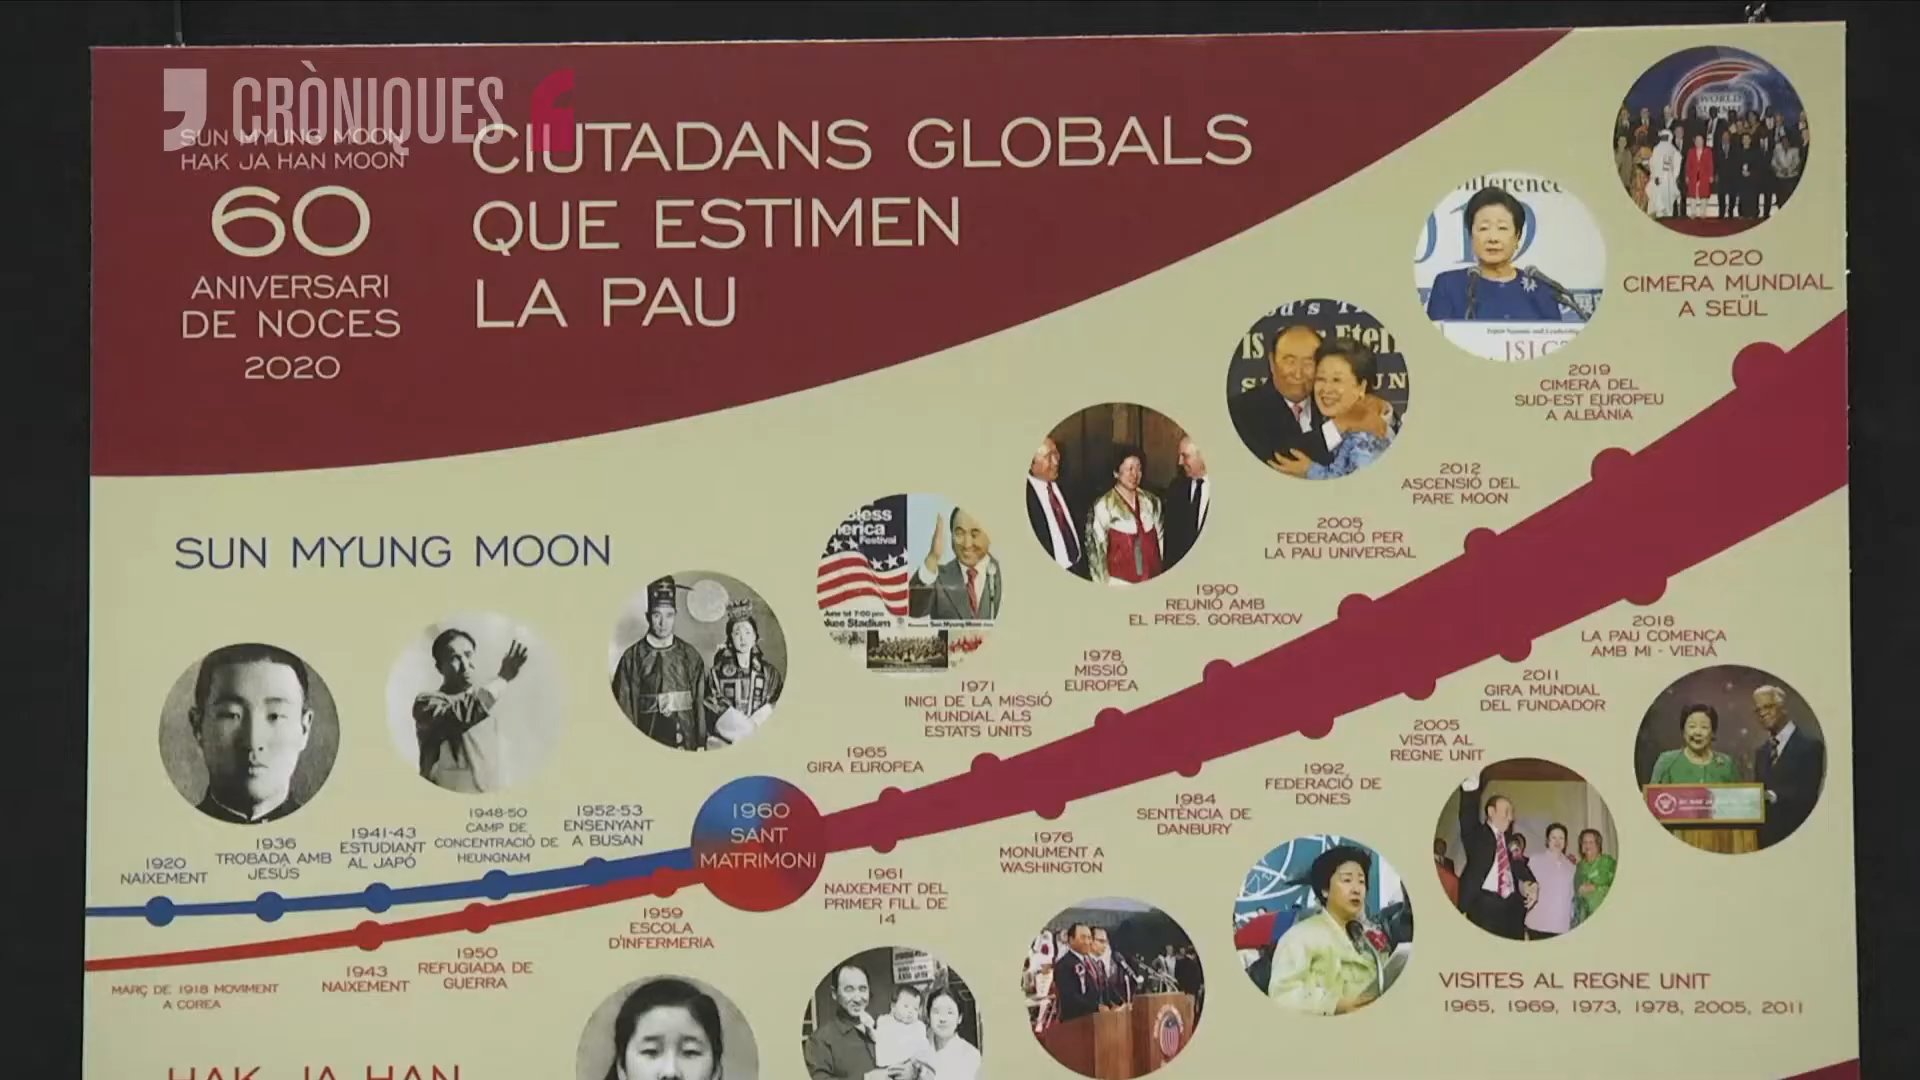 CRÒNIQUES
SUN MYUNG MOON
HAK JA HAN MOON
60
ANIVERSARI
DE NOCES
2020
CIUTADANS GLOBALS
QUE ESTIMEN
LA PAU
SUN MYUNG MOON
1920
NAIXEMENT
1936
TROBADA AMB
JESÚS
1941-43
ESTUDIANT
AL JAPÓ
1948-50
CAMP DE
CONCENTRACIÓ DE
HEUNGNAM
1952-53
ENSENYANT
A BUSAN
1960
SANT
MATRIMONI
1965
GIRA EUROPEA
1971
INICI DE LA MISSIÓ
MUNDIAL ALS
ESTATS UNITS
1978
MISSIÓ
EUROPEA
1990
REUNIÓ AMB
EL PRES. GORBATXOV
2005
FEDERACIÓ PER
LA PAU UNIVERSAL
2012
ASCENSIÓ DEL
PARE MOON
2019
CIMERA DEL
SUD-EST EUROPEU
A ALBÀNIA
2020
CIMERA MUNDIAL
A SEÜL
MARÇ DE 1918 MOVIMENT
A COREA
1943
NAIXEMENT
1950
REFUGIADA DE
GUERRA
1959
ESCOLA
D'INFERMERIA
1961
NAIXEMENT DEL
PRIMER FILL DE
14
1976
MONUMENT A
WASHINGTON
1984
SENTÈNCIA DE
DANBURY
1992
FEDERACIÓ DE
DONES
2005
VISITA AL
REGNE UNIT
2011
GIRA MUNDIAL
DEL FUNDADOR
2018
LA PAU COMENÇA
AMB MI - VIENA
VISITES AL REGNE UNIT
1965, 1969, 1973, 1978, 2005, 2011
HAK JA HAN
WORLD
2019
Festival